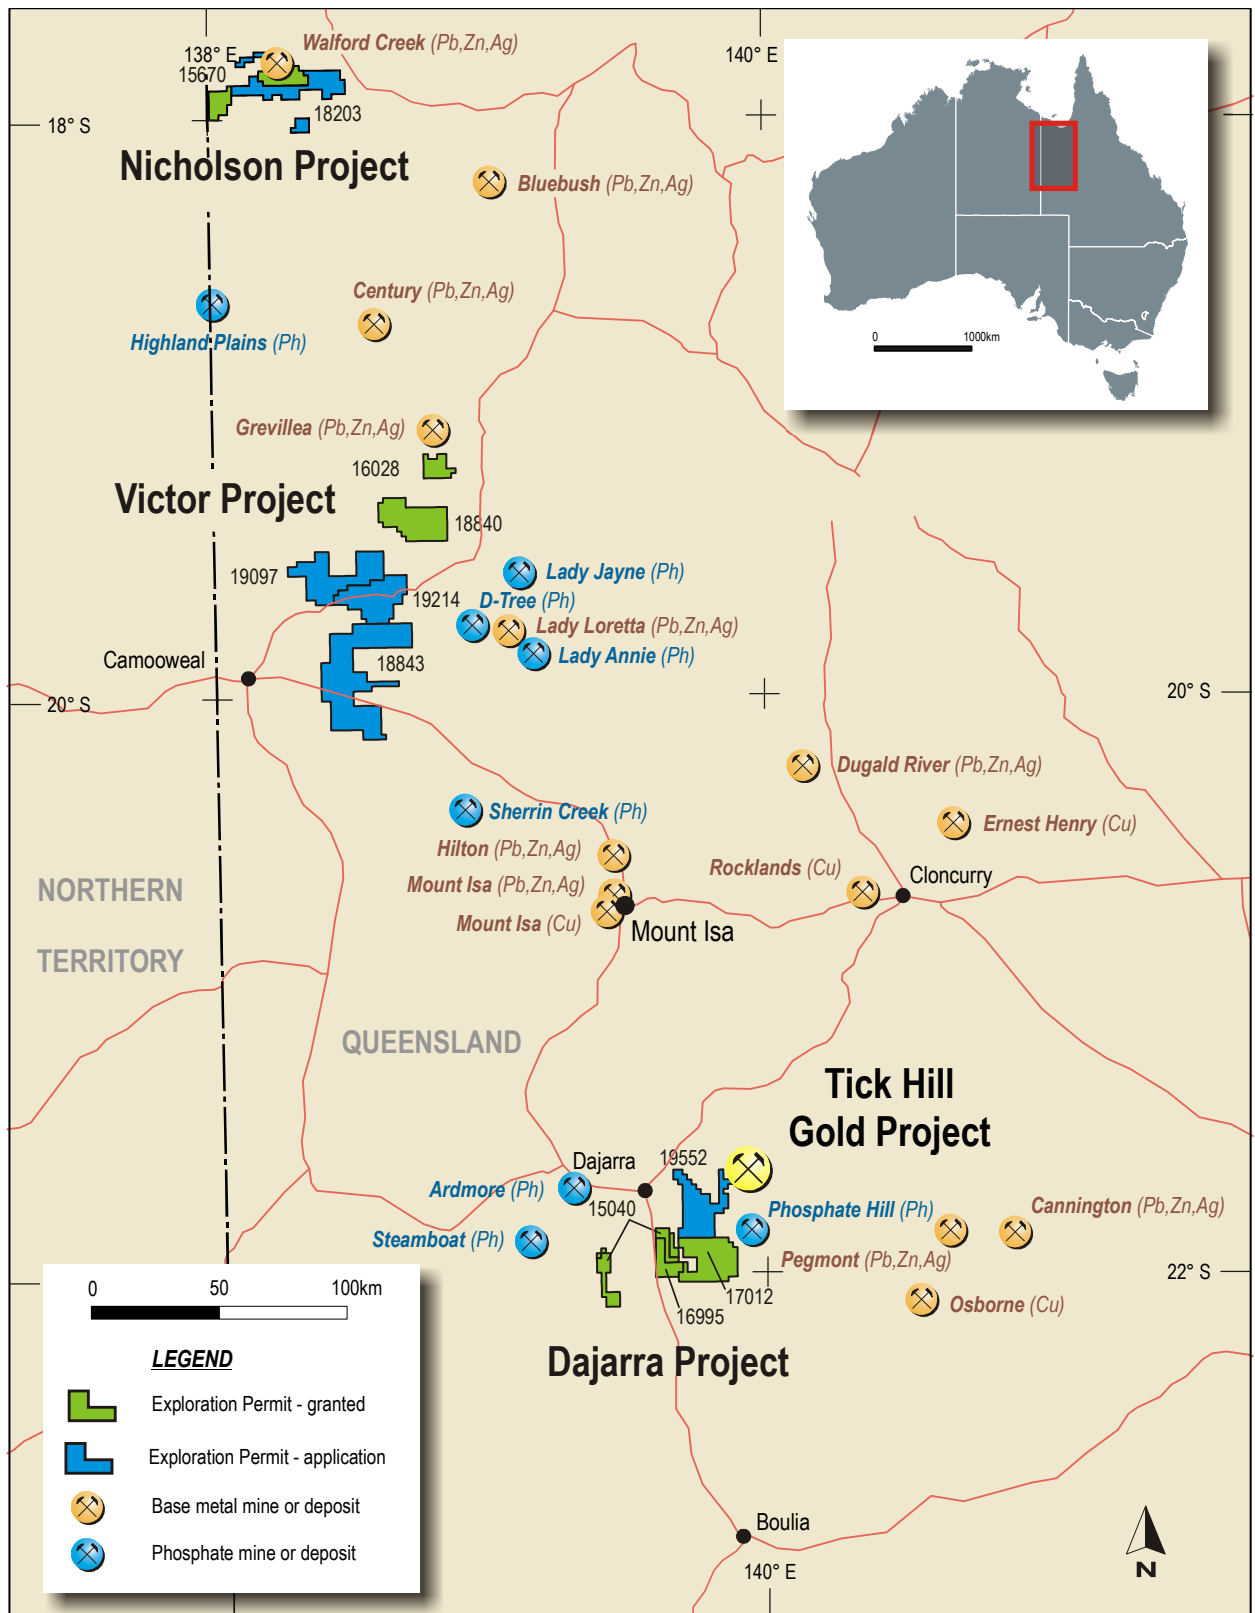 Walford Creek (Pb,Zn,Ag)
138° E
140° E
15670
18203
18° S
Nicholson Project
Bluebush (Pb,Zn,Ag)
0
1000km
Century (Pb,Zn,Ag)
Highland Plains (Ph)
Grevillea (Pb,Zn,Ag)
16028
Victor Project
18840
19097
Lady Jayne (Ph)
19214
D-Tree (Ph)
Lady Loretta (Pb,Zn,Ag)
Camooweal
18843
Lady Annie (Ph)
20° S
20° S
Dugald River (Pb,Zn,Ag)
Sherrin Creek (Ph)
Ernest Henry (Cu)
Hilton (Pb,Zn,Ag)
Rocklands (Cu)
Cloncurry
Mount Isa (Pb,Zn,Ag)
NORTHERN
TERRITORY
Mount Isa (Cu)
Mount Isa
QUEENSLAND
Tick Hill
Gold Project
Dajarra
19552
Ardmore (Ph)
15040
Phosphate Hill (Ph)
Cannington (Pb,Zn,Ag)
Steamboat (Ph)
Pegmont (Pb,Zn,Ag)
22° S
17012
16995
Osborne (Cu)
Dajarra Project
0
50
100km
LEGEND
Exploration Permit - granted
Exploration Permit - application
Base metal mine or deposit
Phosphate mine or deposit
Boulia
140° E
N